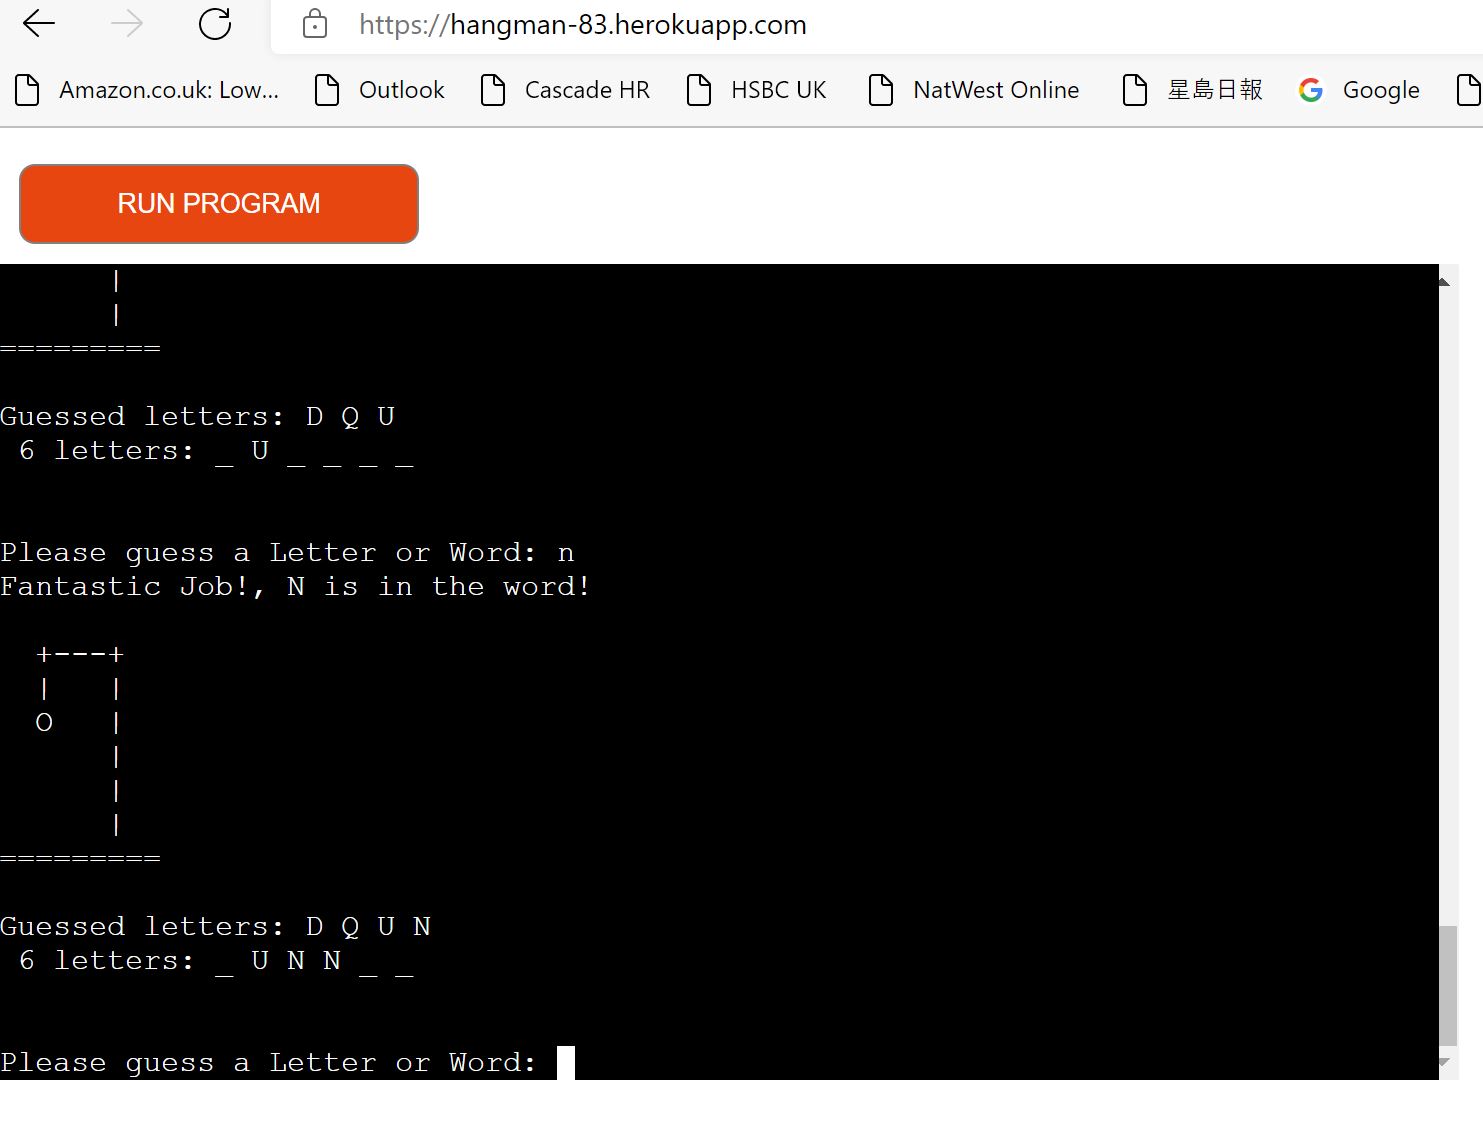 https://hangman-83.herokuapp.com
Amazon.co.uk: Low... Outlook Cascade HR HSBC UK NatWest Online 星島日報 Google
RUN PROGRAM
|
|
=========
Guessed letters: D Q U
6 letters: _ U _ _ _ _
Please guess a Letter or Word: n
Fantastic Job!, N is in the word!
+---+
| |
O |
|
|
|
=========
Guessed letters: D Q U N
6 letters: _ U N N _ _
Please guess a Letter or Word: